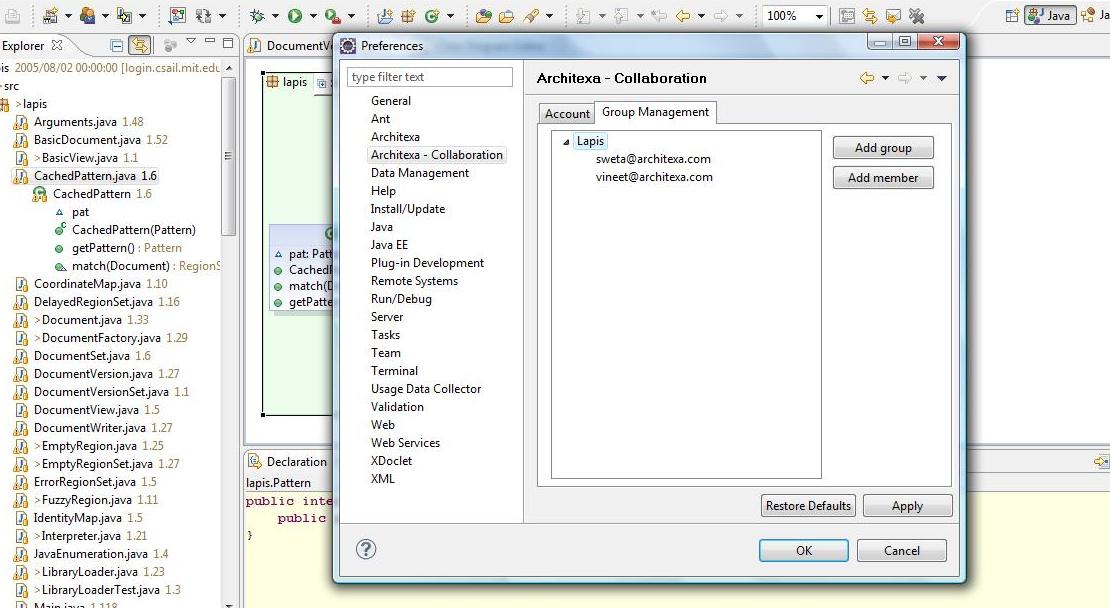 100%
Java
Ja
Explorer
DocumentV
is 2005/08/02 00:00:00 [login.csail.mit.edu
src
>lapis
Arguments.java 1.48
BasicDocument.java 1.52
>BasicView.java 1.1
CachedPattern.java 1.6
CachedPattern 1.6
pat
CachedPattern(Pattern)
getPattern() : Pattern
match(Document) : RegionS
CoordinateMap.java 1.10
DelayedRegionSet.java 1.16
>Document.java 1.33
>DocumentFactory.java 1.29
DocumentSet.java 1.6
DocumentVersion.java 1.27
DocumentVersionSet.java 1.1
DocumentView.java 1.5
DocumentWriter.java 1.27
>EmptyRegion.java 1.25
>EmptyRegionSet.java 1.27
ErrorRegionSet.java 1.5
>FuzzyRegion.java 1.11
IdentityMap.java 1.5
>Interpreter.java 1.21
JavaEnumeration.java 1.4
>LibraryLoader.java 1.23
>LibraryLoaderTest.java 1.3
Main.java 1.118
lapis
pat: Patt
CachedP
match(D
getPatte
Declaration
lapis.Pattern
public inte
public
}
Preferences
type filter text
General
Ant
Architexa
Architexa - Collaboration
Data Management
Help
Install/Update
Java
Java EE
Plug-in Development
Remote Systems
Run/Debug
Server
Tasks
Team
Terminal
Usage Data Collector
Validation
Web
Web Services
XDoclet
XML
Architexa - Collaboration
Account
Group Management
Lapis
sweta@architexa.com
vineet@architexa.com
Add group
Add member
Restore Defaults
Apply
OK
Cancel